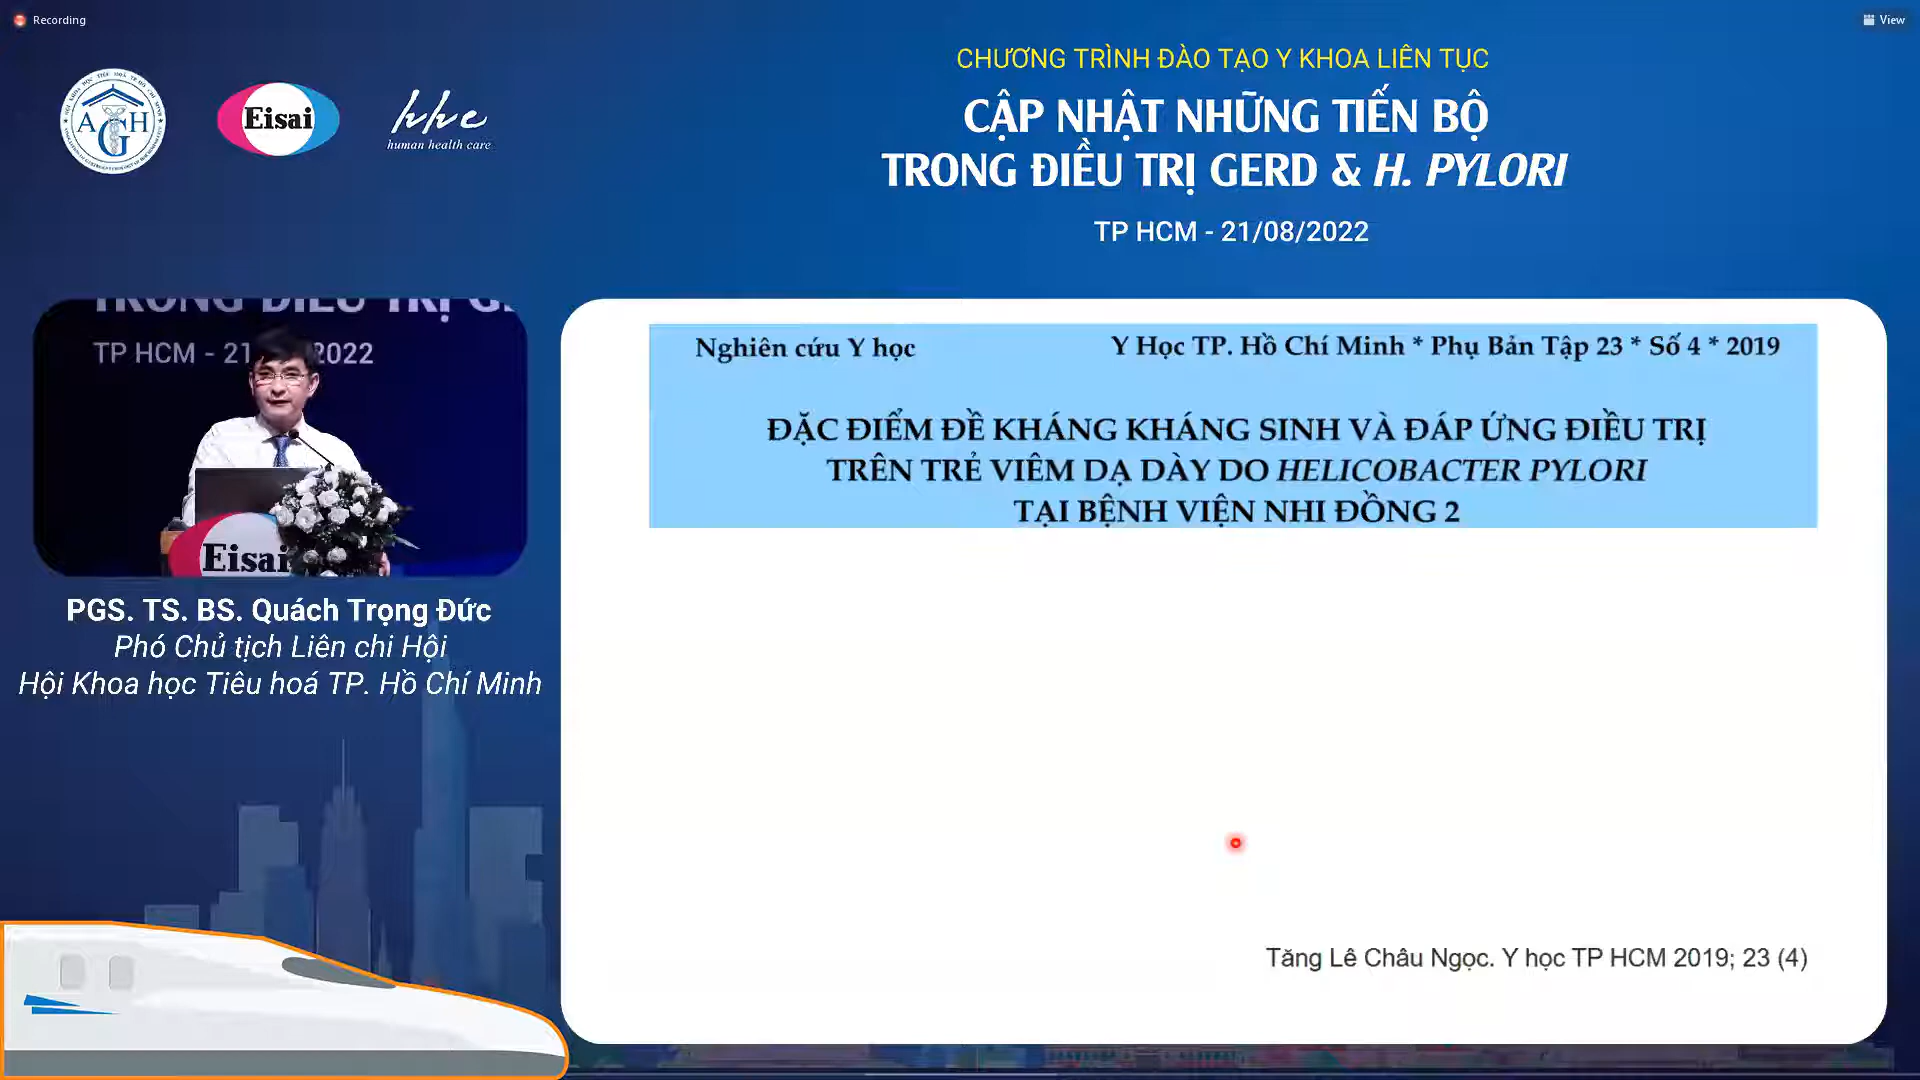 Recording
View
CHƯƠNG TRÌNH ĐÀO TẠO Y KHOA LIÊN TỤC
CẬP NHẬT NHỮNG TIẾN BỘ
TRONG ĐIỀU TRỊ GERD & H. PYLORI
TP HCM - 21/08/2022
AGH
Eisai
hhc
human health care
TP HCM - 21 2022
Eisai
PGS. TS. BS. Quách Trọng Đức
Phó Chủ tịch Liên chi Hội
Hội Khoa học Tiêu hoá TP. Hồ Chí Minh
Nghiên cứu Y học
Y Học TP. Hồ Chí Minh * Phụ Bản Tập 23 * Số 4 * 2019
ĐẶC ĐIỂM ĐỀ KHÁNG KHÁNG SINH VÀ ĐÁP ỨNG ĐIỀU TRỊ
TRÊN TRẺ VIÊM DẠ DÀY DO HELICOBACTER PYLORI
TẠI BỆNH VIỆN NHI ĐỒNG 2
Tăng Lê Châu Ngọc. Y học TP HCM 2019; 23 (4)